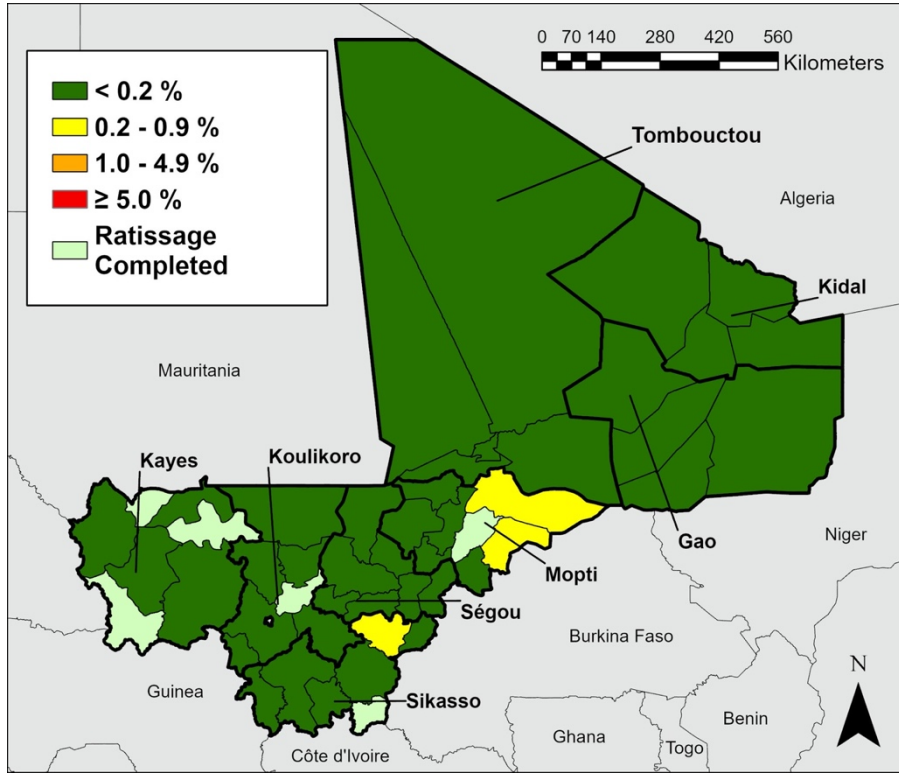 0 70 140 280 420 560
Kilometers
< 0.2 %
0.2 - 0.9 %
1.0 - 4.9 %
≥ 5.0 %
Ratissage
Completed
Tombouctou
Algeria
Kidal
Mauritania
Kayes
Koulikoro
Gao
Niger
Mopti
Ségou
Burkina Faso
N
Guinea
Sikasso
Benin
Ghana
Togo
Côte d'Ivoire